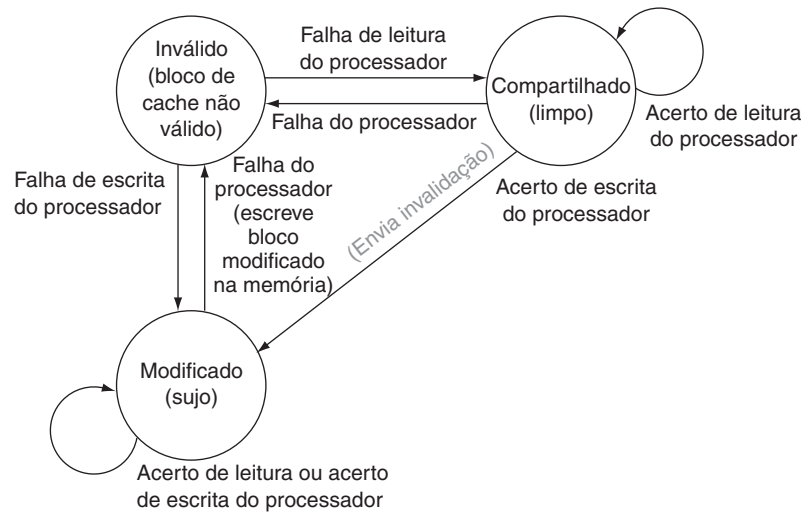 Inválido
(bloco de
cache não
válido)
Falha de leitura
do processador
Falha do processador
Compartilhado
(limpo)
Acerto de leitura
do processador
Falha de escrita
do processador
Falha do
processador
(escreve
bloco
modificado
na memória)
(Envia invalidação)
Acerto de escrita
do processador
Modificado
(sujo)
Acerto de leitura ou acerto
de escrita do processador